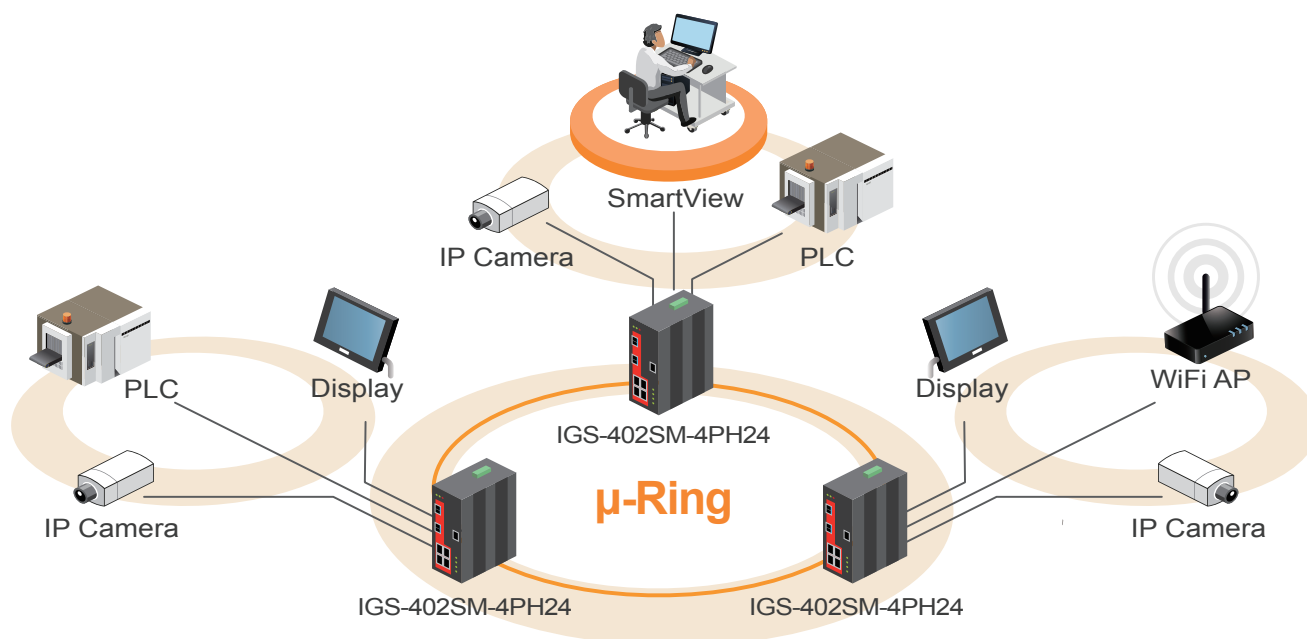 SmartView
IP Camera
PLC
PLC
Display
Display
WiFi AP
IGS-402SM-4PH24
IP Camera
µ-Ring
IP Camera
IGS-402SM-4PH24
IGS-402SM-4PH24